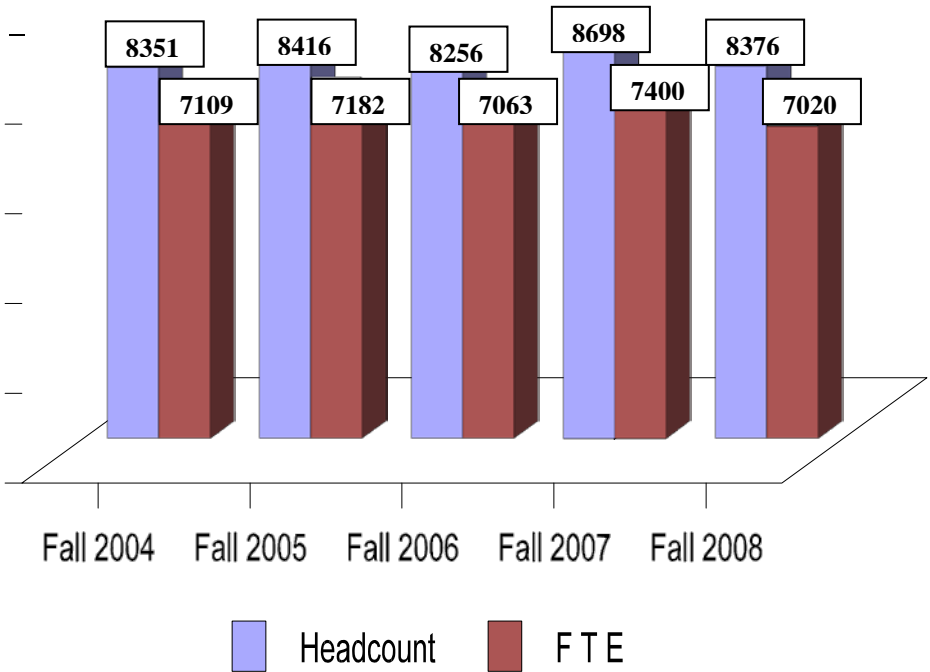 8351 8416 8256 8698 8376
7109 7182 7063 7400 7020
Fall 2004 Fall 2005 Fall 2006 Fall 2007 Fall 2008
Headcount F T E